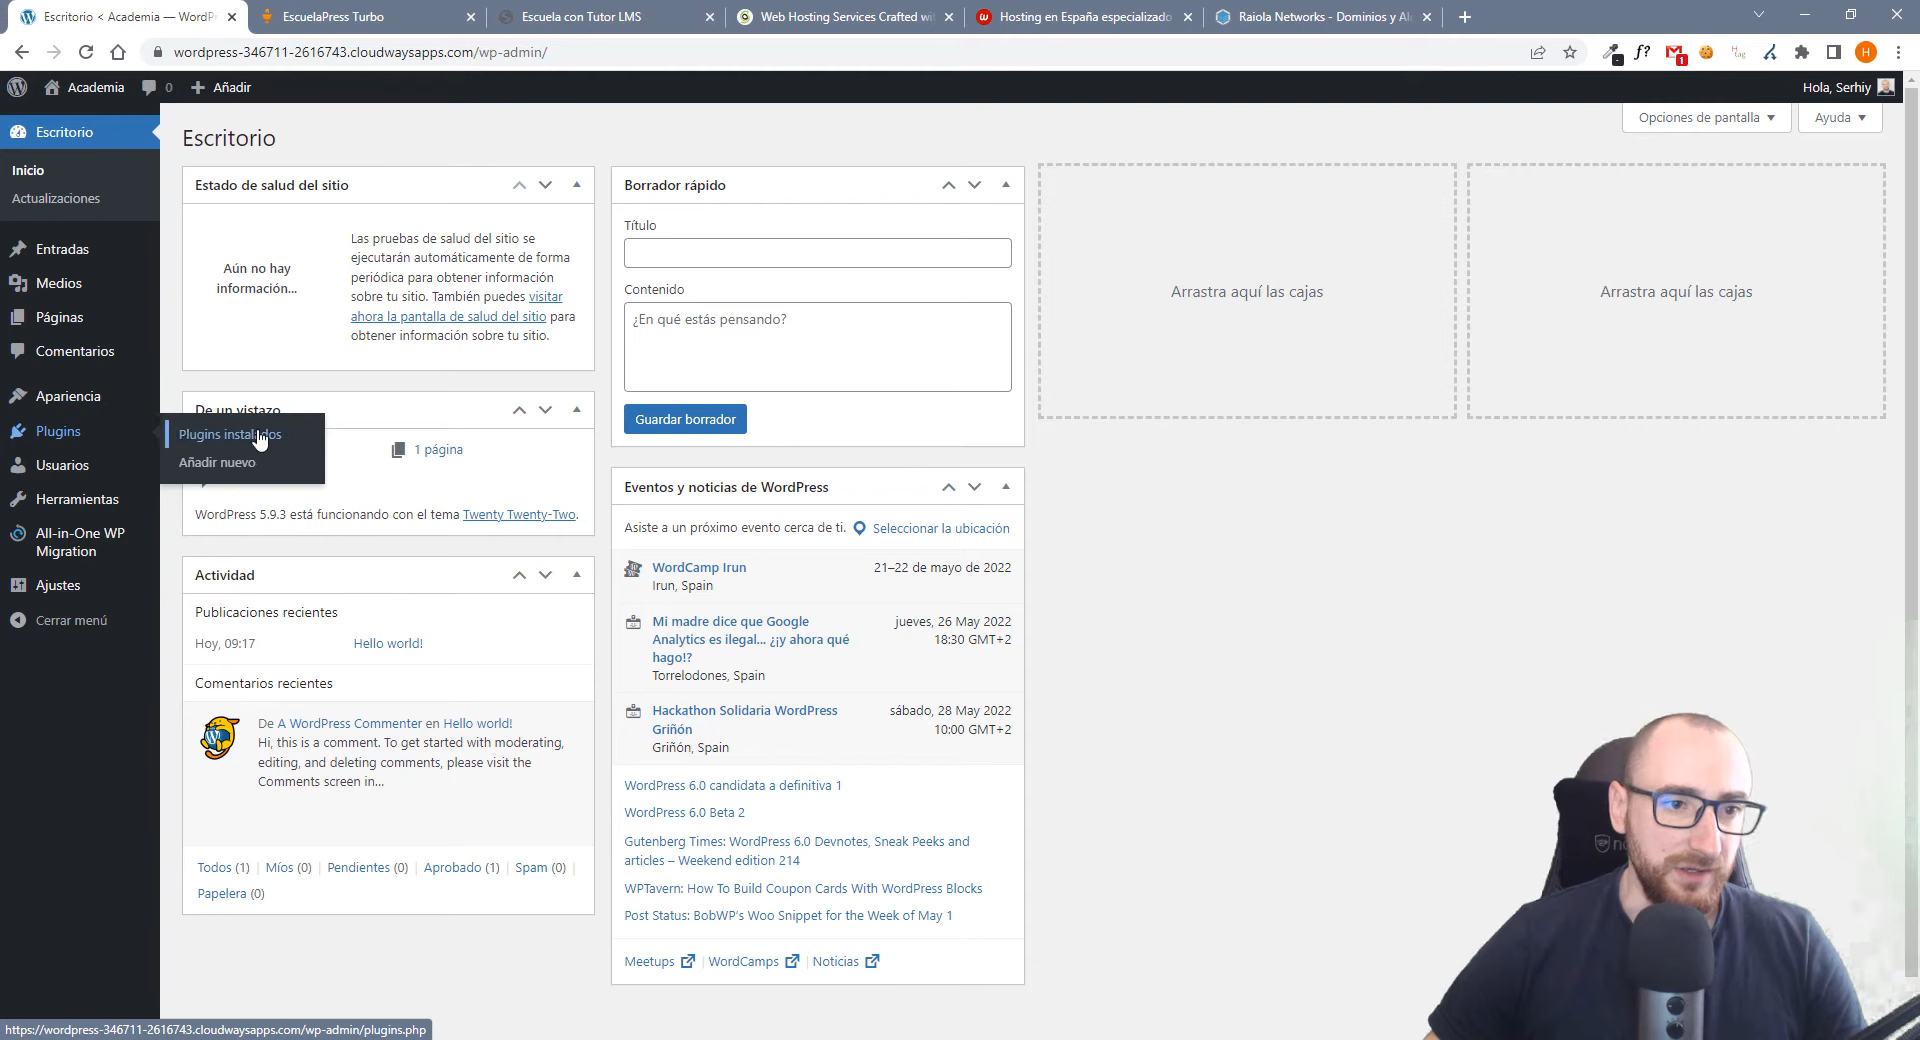 Escritorio < Academia — WordPr
EscuelaPress Turbo
Escuela con Tutor LMS
Web Hosting Services Crafted wit
Hosting en España especializado
Raiola Networks - Dominios y Al
wordpress-346711-2616743.cloudwaysapps.com/wp-admin/
f?
1
H
Academia
0
Añadir
Hola, Serhiy
Escritorio
Inicio
Actualizaciones
Entradas
Medios
Páginas
Comentarios
Apariencia
Plugins
Usuarios
Herramientas
All-in-One WP
Migration
Ajustes
Cerrar menú
Plugins instalados
Añadir nuevo
Opciones de pantalla
Ayuda
Escritorio
Estado de salud del sitio
Aún no hay
información...
Las pruebas de salud del sitio se
ejecutarán automáticamente de forma
periódica para obtener información
sobre tu sitio. También puedes visitar
ahora la pantalla de salud del sitio para
obtener información sobre tu sitio.
De un vistazo
1 página
WordPress 5.9.3 está funcionando con el tema Twenty Twenty-Two.
Actividad
Publicaciones recientes
Hoy, 09:17 Hello world!
Comentarios recientes
De A WordPress Commenter en Hello world!
Hi, this is a comment. To get started with moderating,
editing, and deleting comments, please visit the
Comments screen in...
Todos (1) | Míos (0) | Pendientes (0) | Aprobado (1) | Spam (0) |
Papelera (0)
Borrador rápido
Título
Contenido
¿En qué estás pensando?
Guardar borrador
Eventos y noticias de WordPress
Asiste a un próximo evento cerca de ti. Seleccionar la ubicación
WordCamp Irun 21–22 de mayo de 2022
Irun, Spain
Mi madre dice que Google jueves, 26 May 2022
Analytics es ilegal... ¿¡y ahora qué 18:30 GMT+2
hago!?
Torrelodones, Spain
Hackathon Solidaria WordPress sábado, 28 May 2022
Griñón 10:00 GMT+2
Griñón, Spain
WordPress 6.0 candidata a definitiva 1
WordPress 6.0 Beta 2
Gutenberg Times: WordPress 6.0 Devnotes, Sneak Peeks and
articles – Weekend edition 214
WPTavern: How To Build Coupon Cards With WordPress Blocks
Post Status: BobWP's Woo Snippet for the Week of May 1
Meetups | WordCamps | Noticias
Arrastra aquí las cajas
Arrastra aquí las cajas
https://wordpress-346711-2616743.cloudwaysapps.com/wp-admin/plugins.php